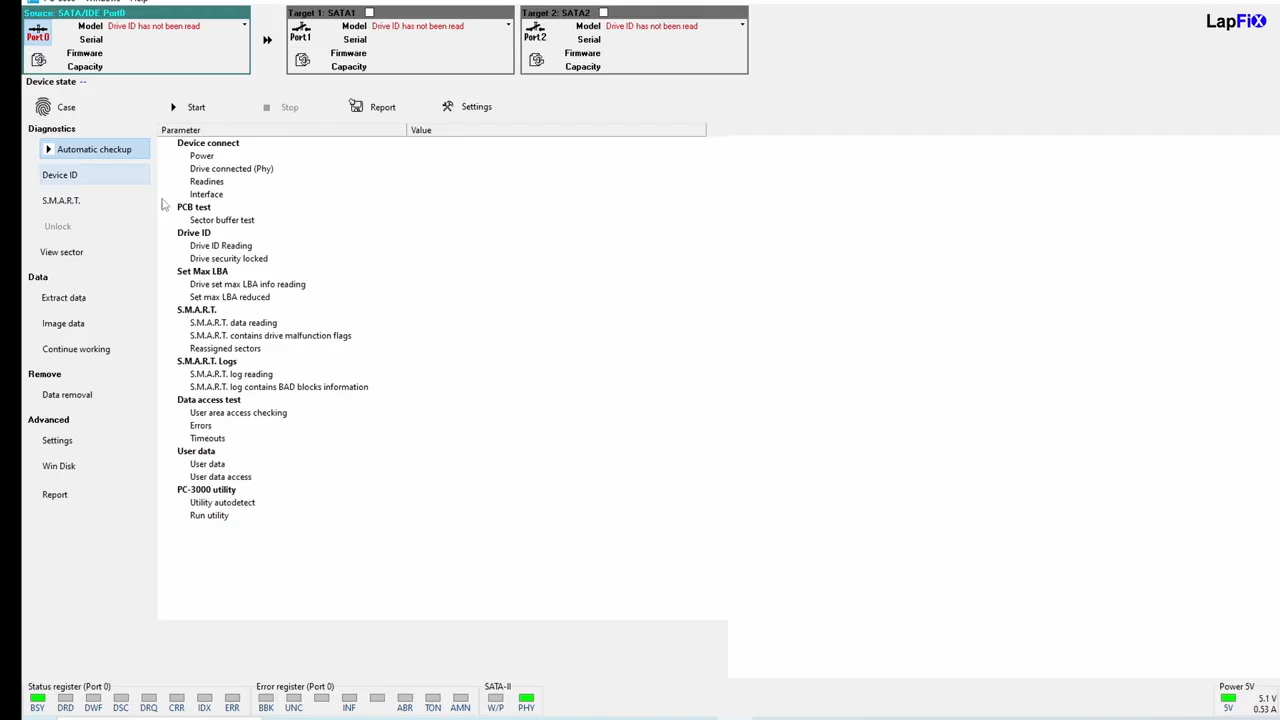 PC-3000 Windows Help
LapFiX
Source: SATA/IDE Port0
Port0
Model Drive ID has not been read
Serial
Firmware
Capacity
Target 1: SATA1
Port1
Model Drive ID has not been read
Serial
Firmware
Capacity
Target 2: SATA2
Port2
Model Drive ID has not been read
Serial
Firmware
Capacity
Device state --
Case
Start
Stop
Report
Settings
Diagnostics
Automatic checkup
Device ID
S.M.A.R.T.
Unlock
View sector
Data
Extract data
Image data
Continue working
Remove
Data removal
Advanced
Settings
Win Disk
Report
Parameter Value
Device connect
Power
Drive connected (Phy)
Readines
Interface
PCB test
Sector buffer test
Drive ID
Drive ID Reading
Drive security locked
Set Max LBA
Drive set max LBA info reading
Set max LBA reduced
S.M.A.R.T.
S.M.A.R.T. data reading
S.M.A.R.T. contains drive malfunction flags
Reassigned sectors
S.M.A.R.T. Logs
S.M.A.R.T. log reading
S.M.A.R.T. log contains BAD blocks information
Data access test
User area access checking
Errors
Timeouts
User data
User data
User data access
PC-3000 utility
Utility autodetect
Run utility
Status register (Port 0)
BSY DRD DWF DSC DRQ CRR IDX ERR
Error register (Port 0)
BBK UNC INF ABR TON AMN
SATA-II
W/P PHY
Power 5V
5V
5.1 V
0.53 A